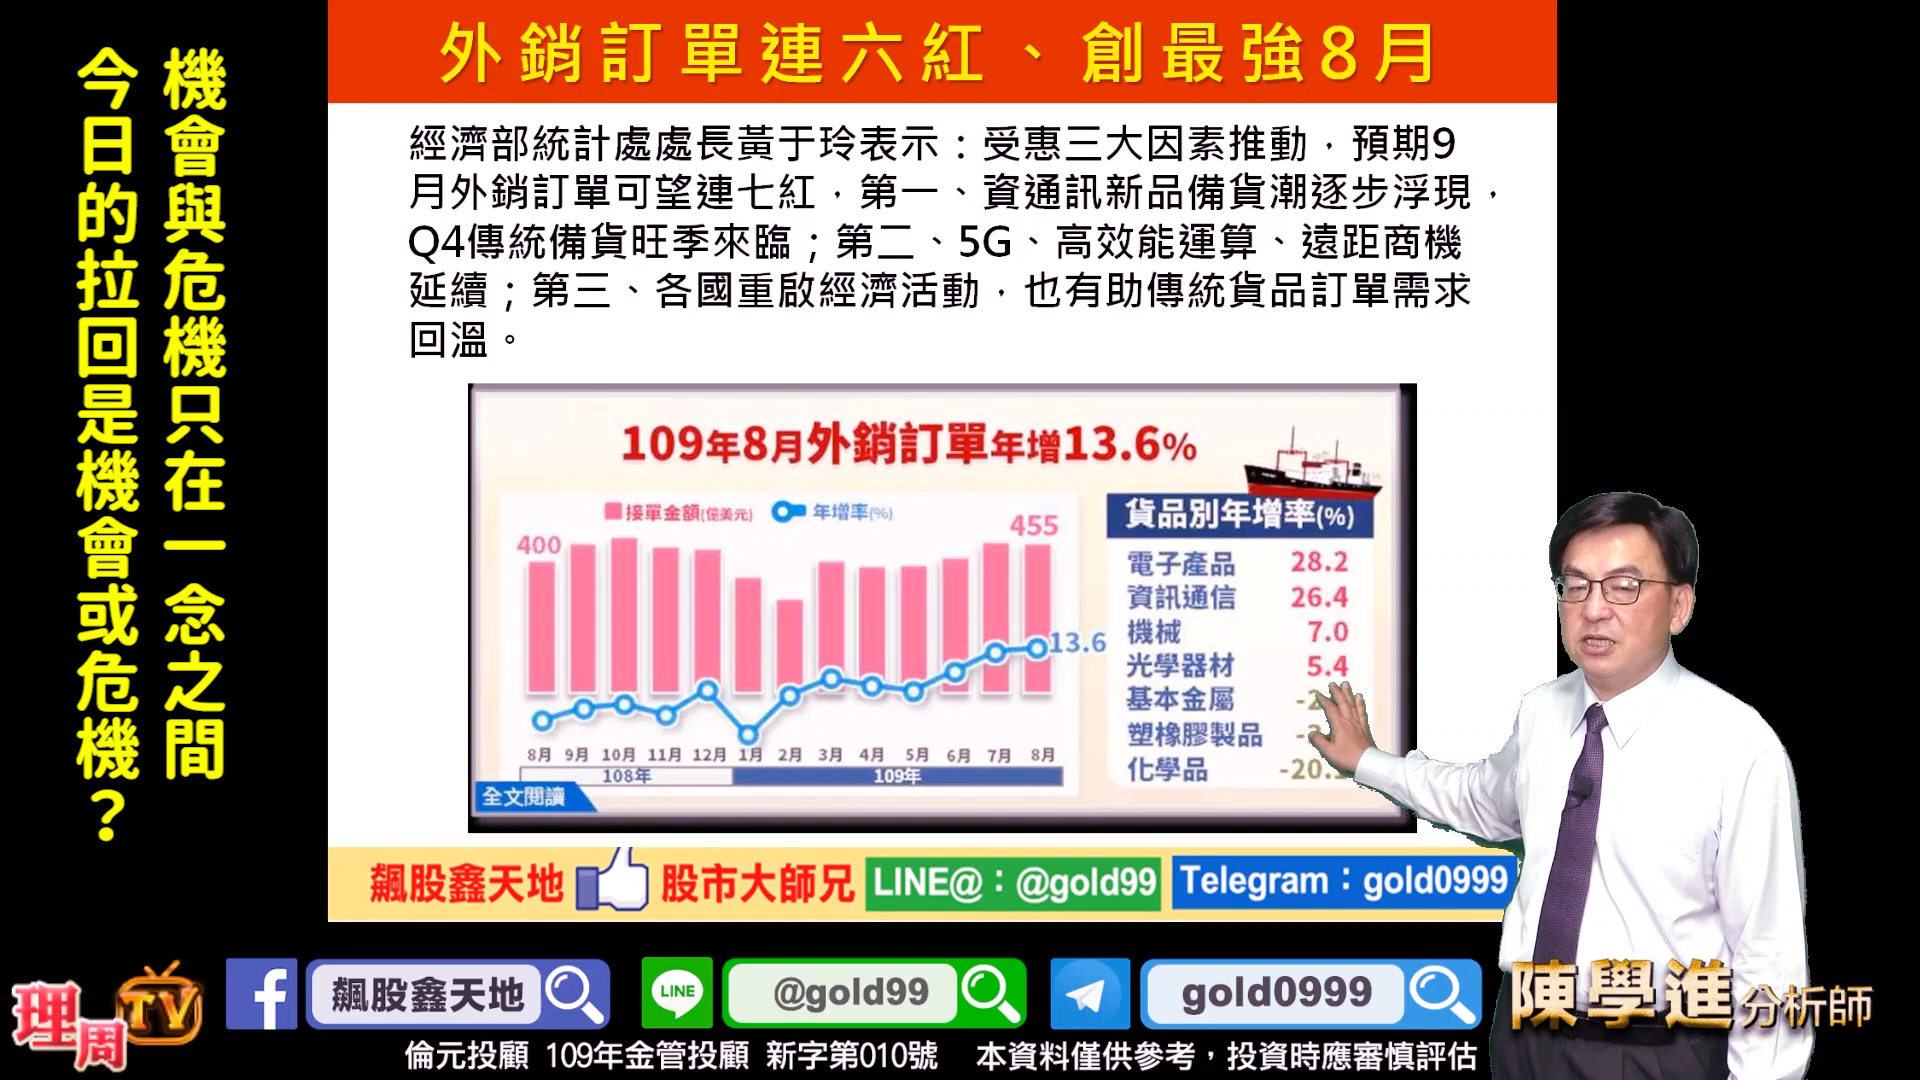 機會與危機只在一念之間
今日的拉回是機會或危機？
外銷訂單連六紅、創最強8月
經濟部統計處處長黃于玲表示：受惠三大因素推動，預期9
月外銷訂單可望連七紅，第一、資通訊新品備貨潮逐步浮現，
Q4傳統備貨旺季來臨；第二、5G、高效能運算、遠距商機
延續；第三、各國重啟經濟活動，也有助傳統貨品訂單需求
回溫。
109年8月外銷訂單年增13.6%
接單金額(億美元) 年增率(%)
400
455
13.6
8月 9月 10月 11月 12月 1月 2月 3月 4月 5月 6月 7月 8月
108年 109年
全文閱讀
貨品別年增率(%)
電子產品 28.2
資訊通信 26.4
機械 7.0
光學器材 5.4
基本金屬
塑橡膠製品
化學品
飆股鑫天地 股市大師兄 LINE@：@gold99 Telegram：gold0999
理周TV
飆股鑫天地
LINE @gold99
gold0999
陳學進分析師
倫元投顧 109年金管投顧 新字第010號 本資料僅供參考，投資時應審慎評估